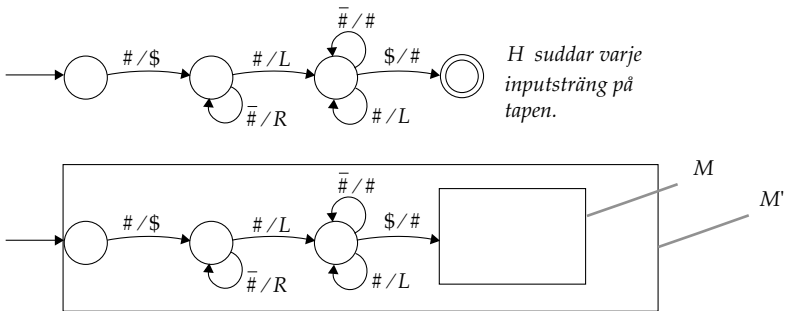 #̄/#
#/$ #/L $/#
H suddar varje
inputsträng på
tapen.
#̄/R #/L
M
M'
#̄/#
#/$ #/L $/#
#̄/R #/L